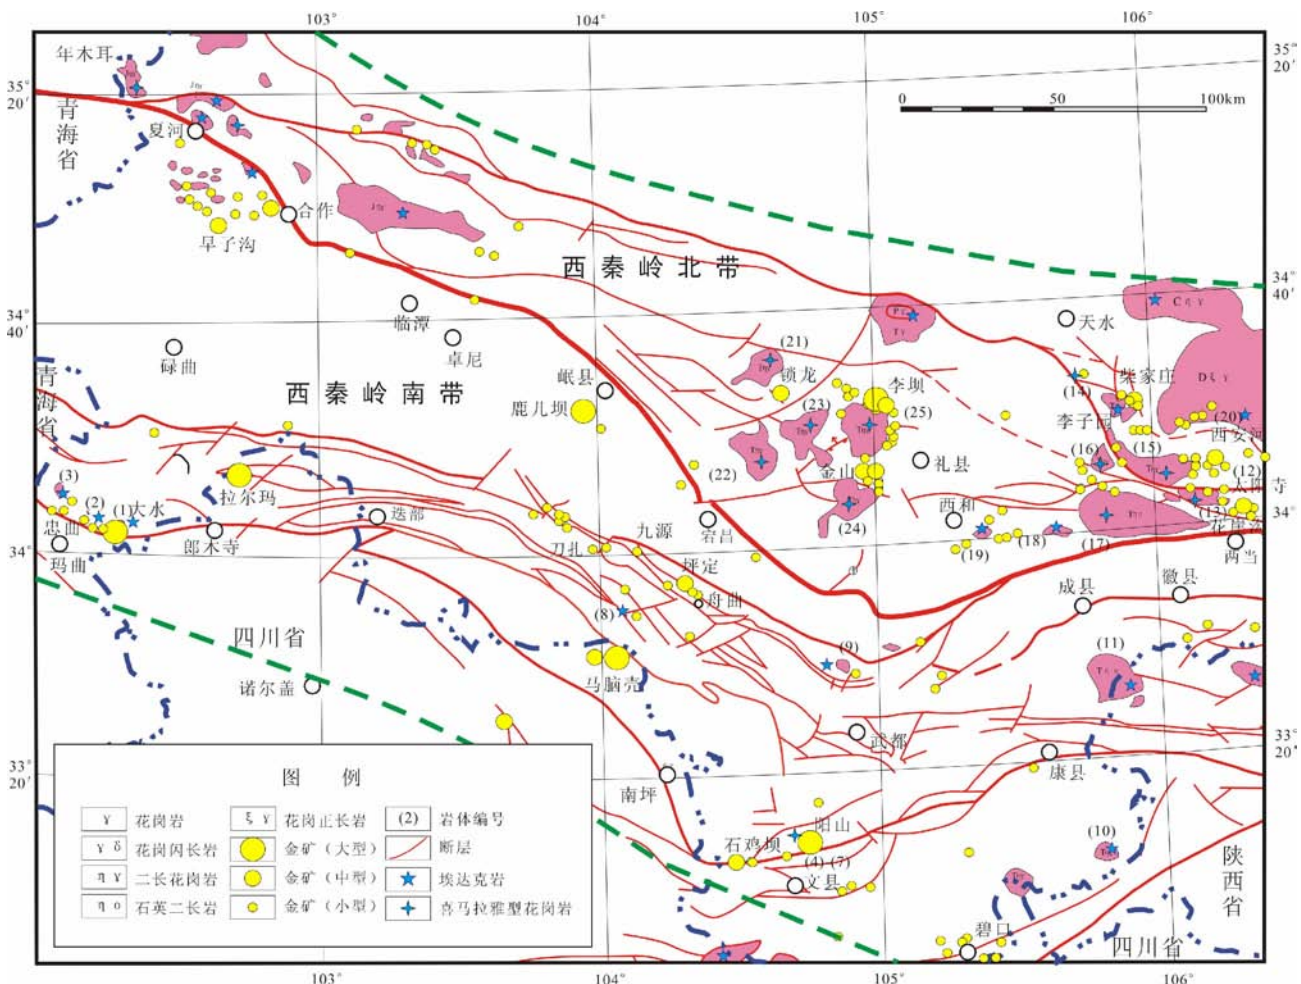 103° 104° 105° 106°
35°
20′
35°
20′
年木耳
青海省
夏河
0 50 100km
合作
早子沟
西秦岭北带
34°
40′
34°
40′
临潭
卓尼
碌曲
天水
(21)
锁龙
李坝
柴家庄
(14)
青海省
西秦岭南带
岷县
鹿儿坝
(23)
(25)
李子园
(20)
西安河
(22)
金山
礼县
(16)
(15)
(12)
(3)
拉尔玛
(24)
西和
(13)
(2)
(1)
大水
忠曲
玛曲
郎木寺
迭部
九源
宕昌
(19)
(18)
(17)
两当
34°
34°
刀扎
坪定
舟曲
成县
徽县
(8)
四川省
(9)
(11)
诺尔盖
马脑壳
武都
康县
33°
20′
33°
20′
南坪
图 例
γ 花岗岩
ξγ 花岗正长岩
(2) 岩体编号
γδ 花岗闪长岩
金矿（大型）
断层
ηγ 二长花岗岩
金矿（中型）
埃达克岩
ηο 石英二长岩
金矿（小型）
喜马拉雅型花岗岩
阳山
石鸡坝
(4)
(7)
文县
(10)
陕西省
碧口
四川省
103° 104° 105° 106°